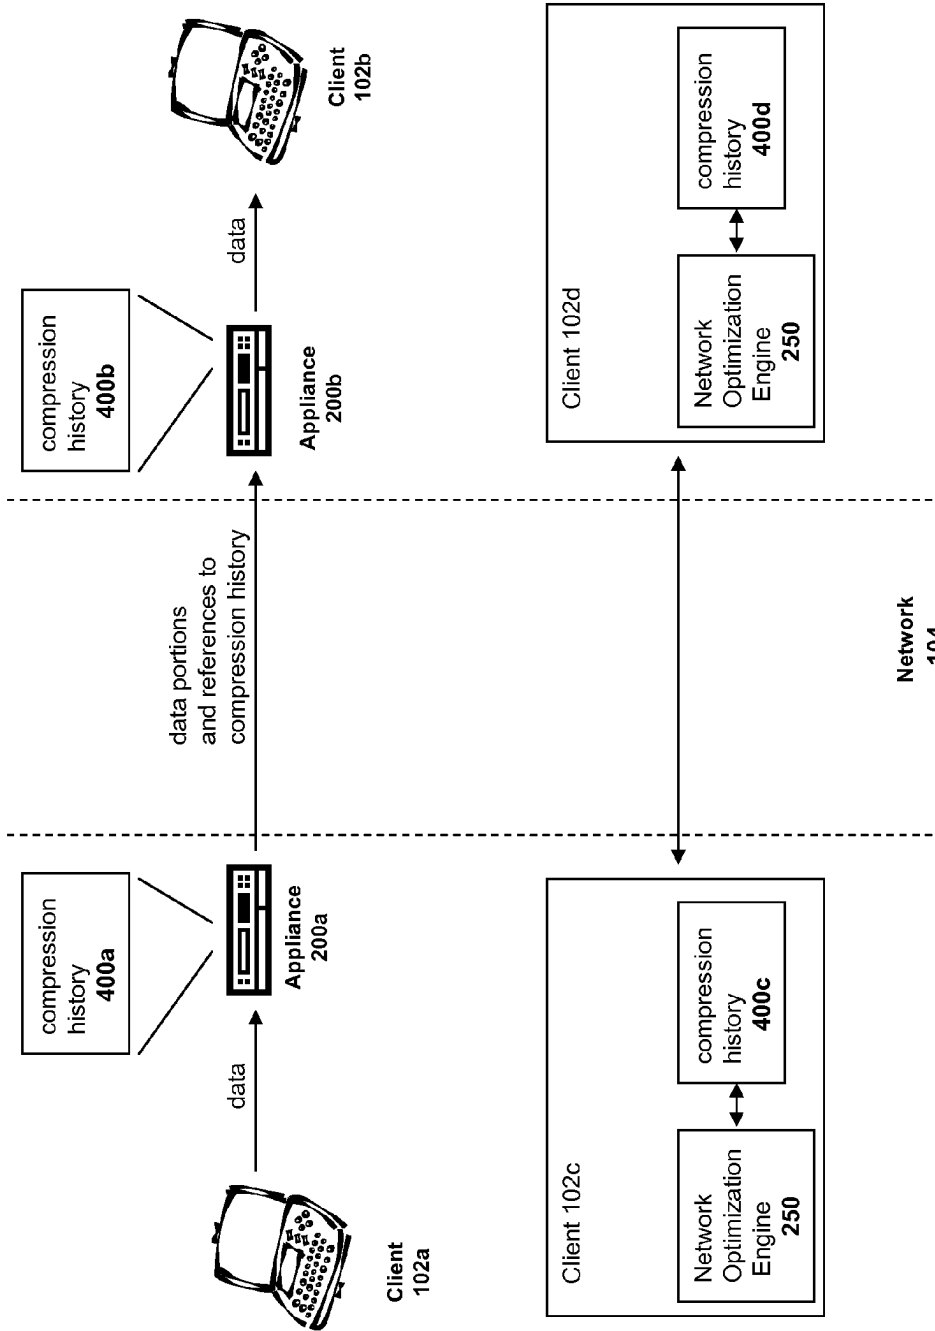 compression
history
400a
compression
history
400b
data portions
and references to
compression history
data
data
Appliance
200a
Appliance
200b
Client
102a
Client
102b
Client 102c
Network
Optimization
Engine
250
compression
history
400c
Client 102d
Network
Optimization
Engine
250
compression
history
400d
Network